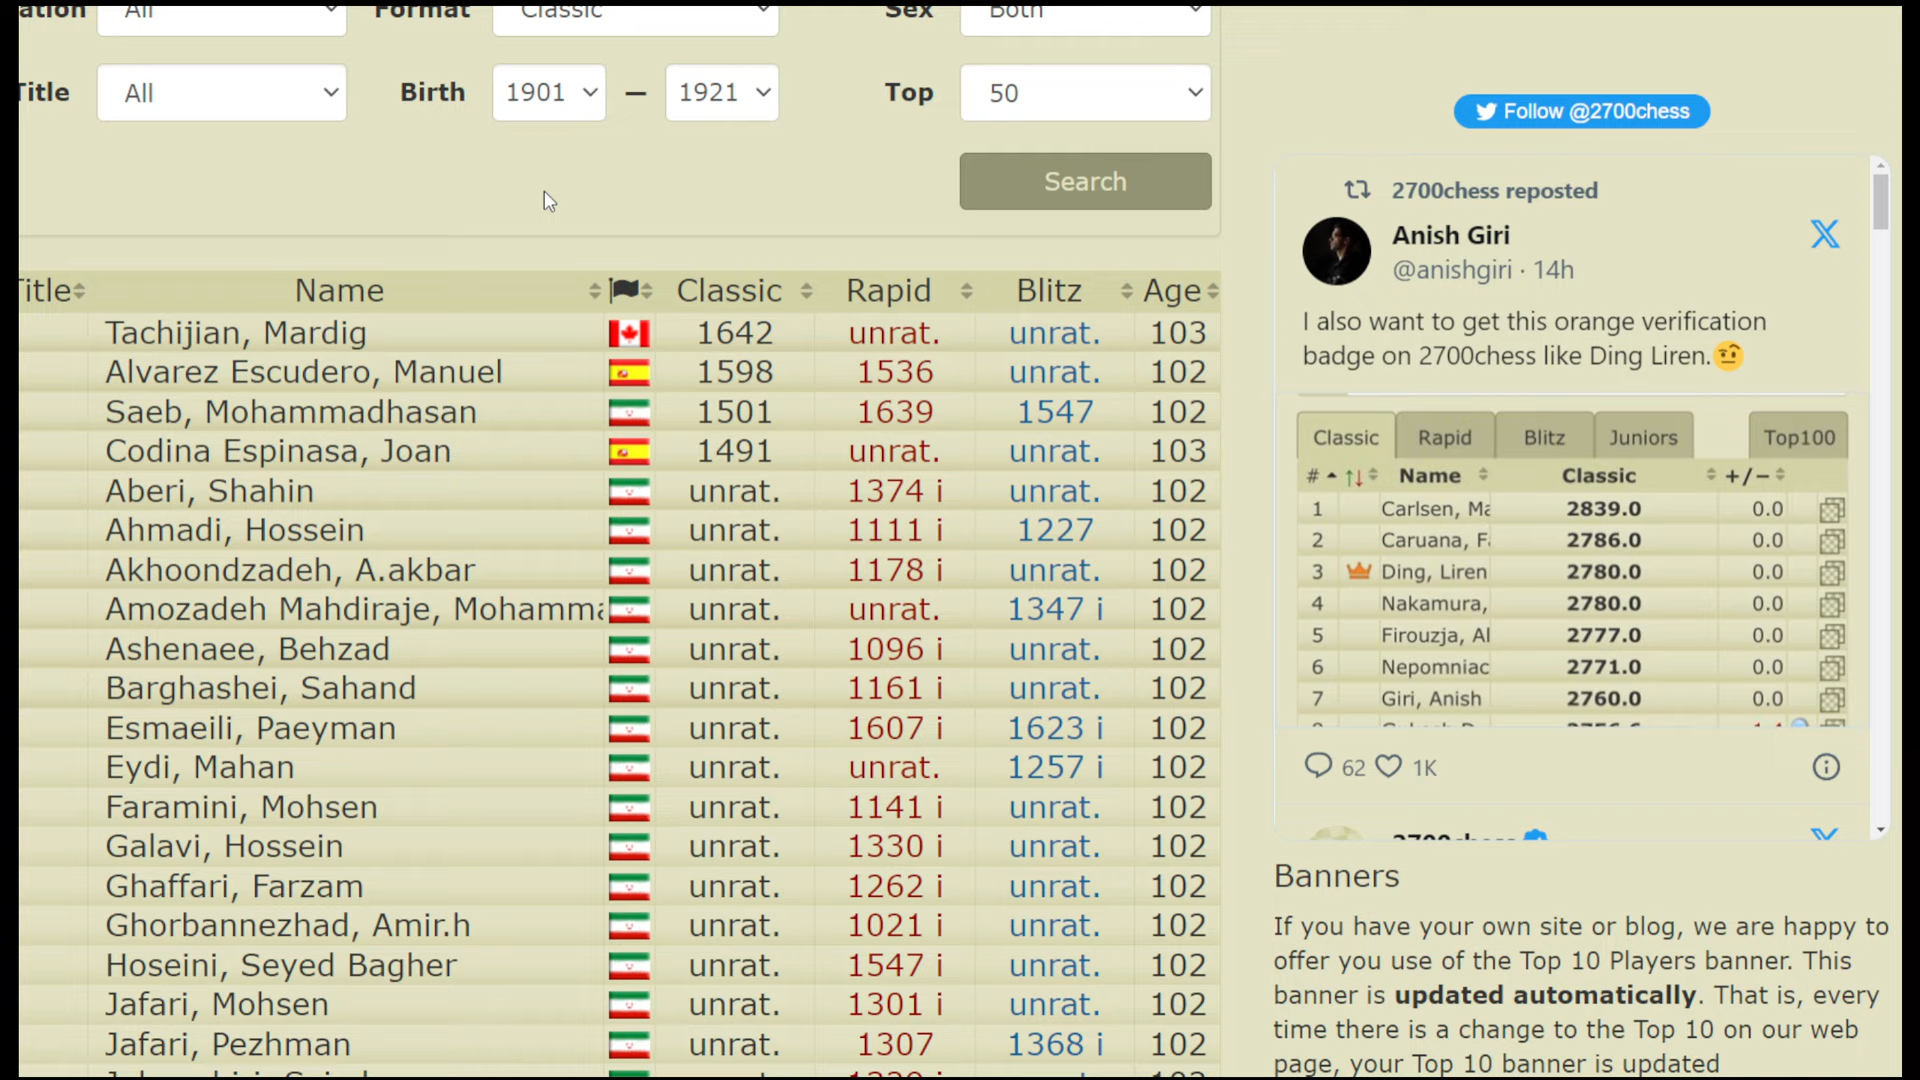 ation All Format Classic Sex Both
Title All Birth 1901 — 1921 Top 50
Search
Title Name Classic Rapid Blitz Age
Tachijian, Mardig 1642 unrat. unrat. 103
Alvarez Escudero, Manuel 1598 1536 unrat. 102
Saeb, Mohammadhasan 1501 1639 1547 102
Codina Espinasa, Joan 1491 unrat. unrat. 103
Aberi, Shahin unrat. 1374 i unrat. 102
Ahmadi, Hossein unrat. 1111 i 1227 102
Akhoondzadeh, A.akbar unrat. 1178 i unrat. 102
Amozadeh Mahdiraje, Mohamma unrat. unrat. 1347 i 102
Ashenaee, Behzad unrat. 1096 i unrat. 102
Barghashei, Sahand unrat. 1161 i unrat. 102
Esmaeili, Paeyman unrat. 1607 i 1623 i 102
Eydi, Mahan unrat. unrat. 1257 i 102
Faramini, Mohsen unrat. 1141 i unrat. 102
Galavi, Hossein unrat. 1330 i unrat. 102
Ghaffari, Farzam unrat. 1262 i unrat. 102
Ghorbannezhad, Amir.h unrat. 1021 i unrat. 102
Hoseini, Seyed Bagher unrat. 1547 i unrat. 102
Jafari, Mohsen unrat. 1301 i unrat. 102
Jafari, Pezhman unrat. 1307 1368 i 102
Follow @2700chess
2700chess reposted
Anish Giri
@anishgiri · 14h
I also want to get this orange verification
badge on 2700chess like Ding Liren.🤨
Classic Rapid Blitz Juniors Top100
# Name Classic +/−
1 Carlsen, Ma 2839.0 0.0
2 Caruana, Fa 2786.0 0.0
3 Ding, Liren 2780.0 0.0
4 Nakamura, 2780.0 0.0
5 Firouzja, Al 2777.0 0.0
6 Nepomniac 2771.0 0.0
7 Giri, Anish 2760.0 0.0
62 1K
2700chess
Banners
If you have your own site or blog, we are happy to
offer you use of the Top 10 Players banner. This
banner is updated automatically. That is, every
time there is a change to the Top 10 on our web
page, your Top 10 banner is updated